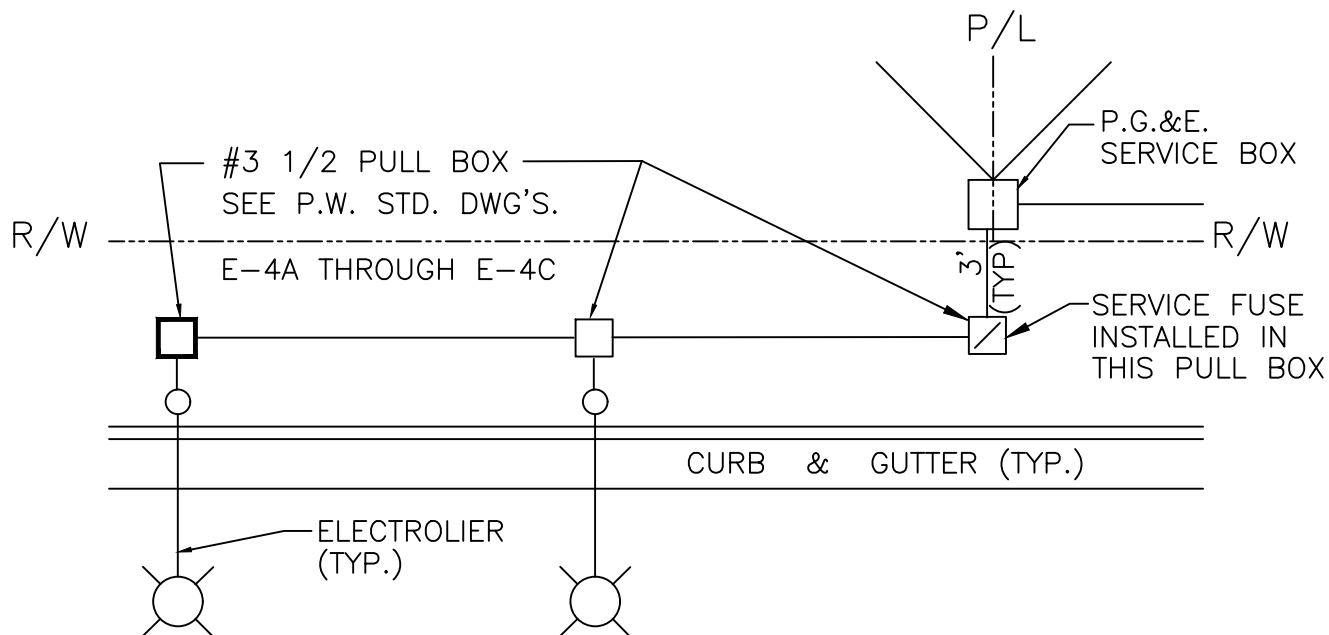 P/L
P.G.&E.
SERVICE BOX
#3 1/2 PULL BOX
SEE P.W. STD. DWG'S.
R/W
R/W
E-4A THROUGH E-4C
3'
(TYP)
SERVICE FUSE
INSTALLED IN
THIS PULL BOX
CURB & GUTTER (TYP.)
ELECTROLIER
(TYP.)